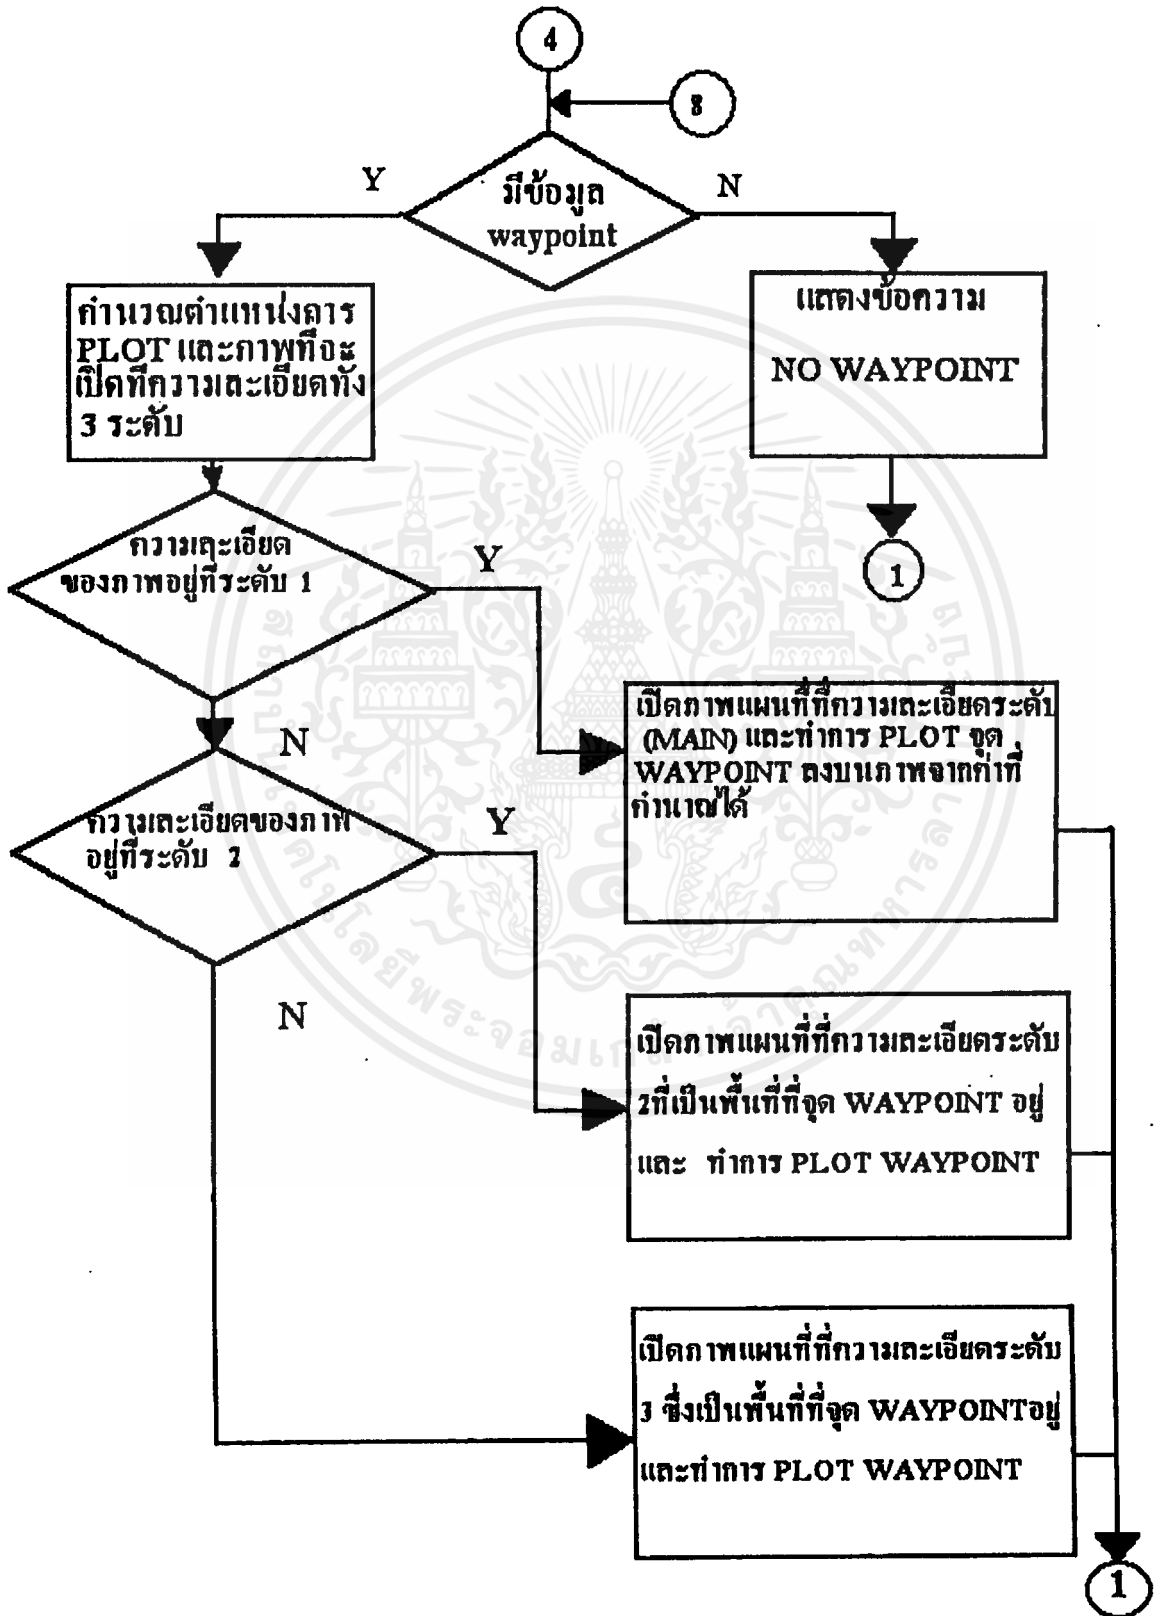 4
8
Y
N
มีข้อมูล
waypoint
คำนวณตำแหน่งการ
PLOT และภาพที่จะ
เปิดที่ความละเอียดทั้ง
3 ระดับ
แสดงข้อความ
NO WAYPOINT
1
ความละเอียด
ของภาพอยู่ที่ระดับ 1
Y
N
เปิดภาพแผนที่ที่ความละเอียดระดับ
(MAIN) และทำการ PLOT จุด
WAYPOINT ลงบนภาพจากค่าที่
คำนาณได้
ความละเอียดของภาพ
อยู่ที่ระดับ 2
Y
N
เปิดภาพแผนที่ที่ความละเอียดระดับ
2ที่เป็นพื้นที่ที่จุด WAYPOINT อยู่
และ ทำการ PLOT WAYPOINT
เปิดภาพแผนที่ที่ความละเอียดระดับ
3 ซึ่งเป็นพื้นที่ที่จุด WAYPOINTอยู่
และทำการ PLOT WAYPOINT
1